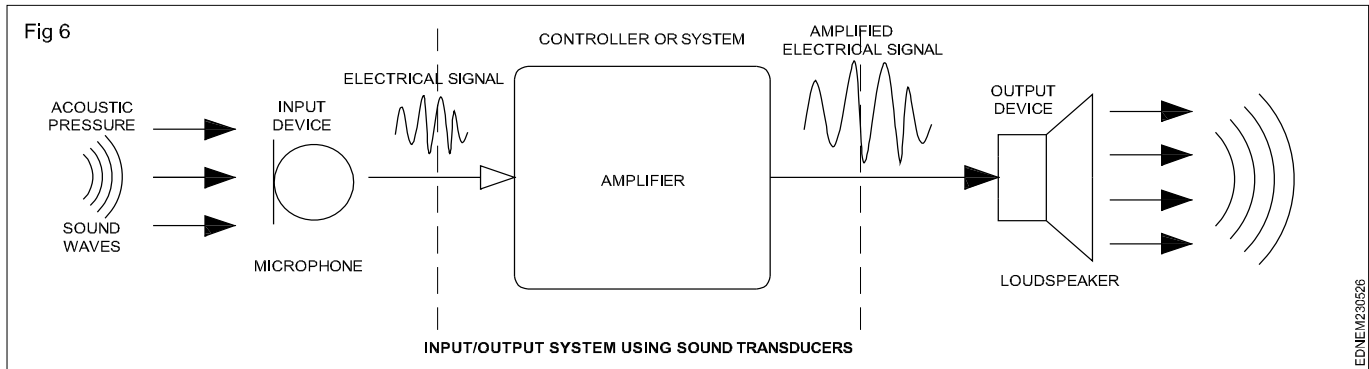 Fig 6
ACOUSTIC
PRESSURE
SOUND
WAVES
INPUT
DEVICE
MICROPHONE
ELECTRICAL SIGNAL
CONTROLLER OR SYSTEM
AMPLIFIER
AMPLIFIED
ELECTRICAL SIGNAL
OUTPUT
DEVICE
LOUDSPEAKER
INPUT/OUTPUT SYSTEM USING SOUND TRANSDUCERS
EDNEM230526